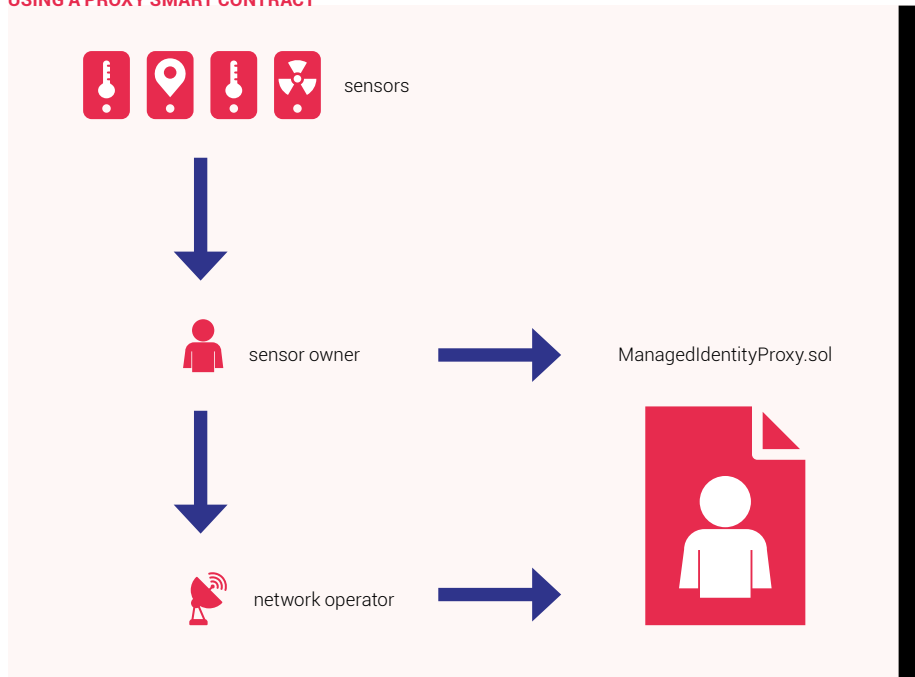 USING A PROXY SMART CONTRACT
sensors
sensor owner
ManagedIdentityProxy.sol
network operator